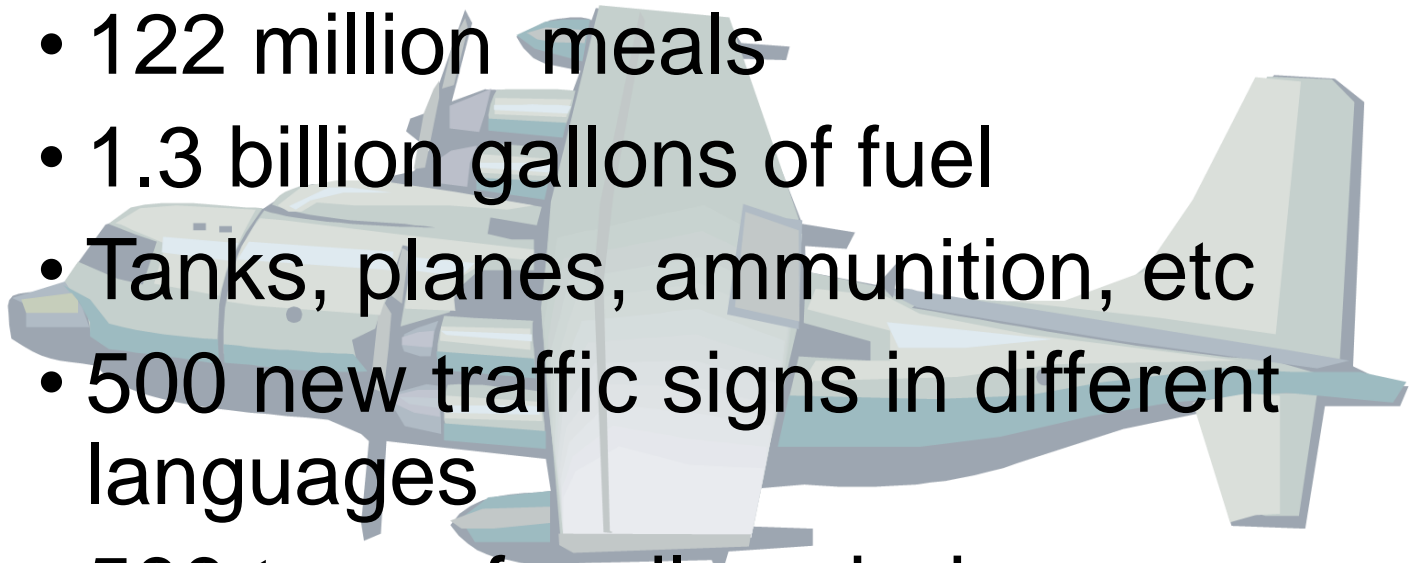 • 122 million  meals
• 1.3 billion gallons of fuel
• Tanks, planes, ammunition, etc
• 500 new traffic signs in different
languages